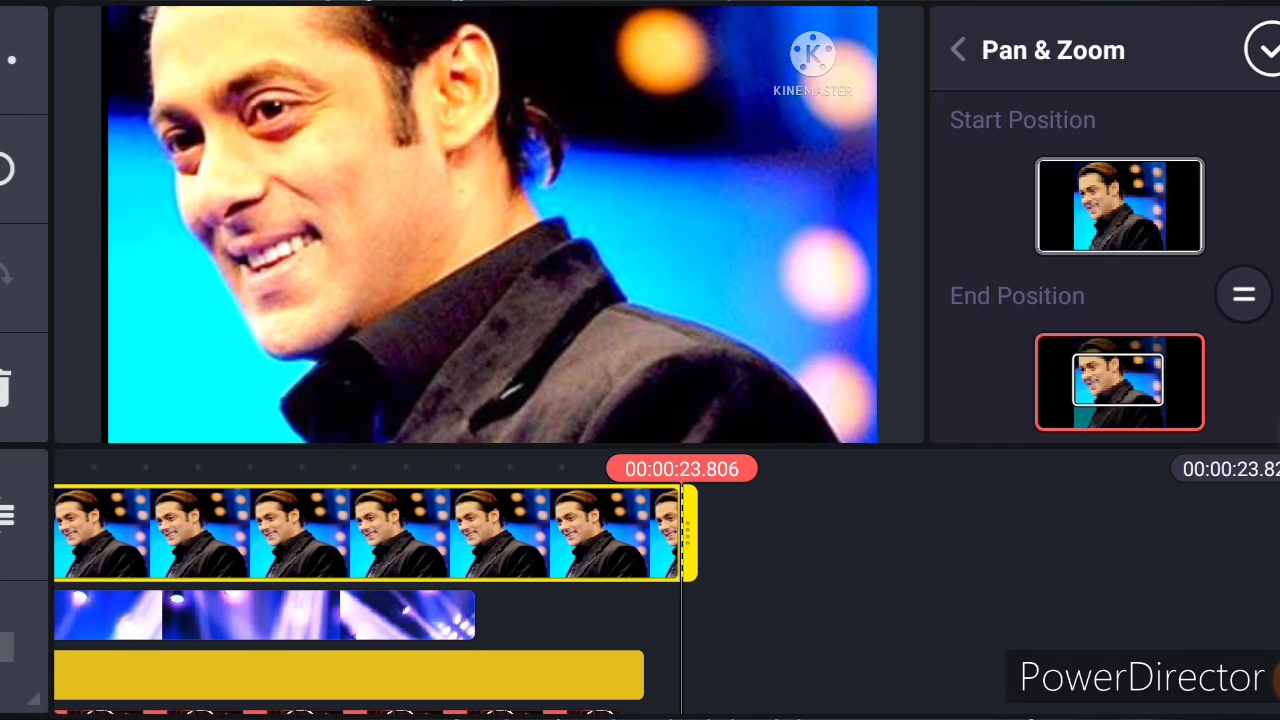 Pan & Zoom
KINEMASTER
Start Position
End Position
00:00:23.806
00:00:23.82
PowerDirector